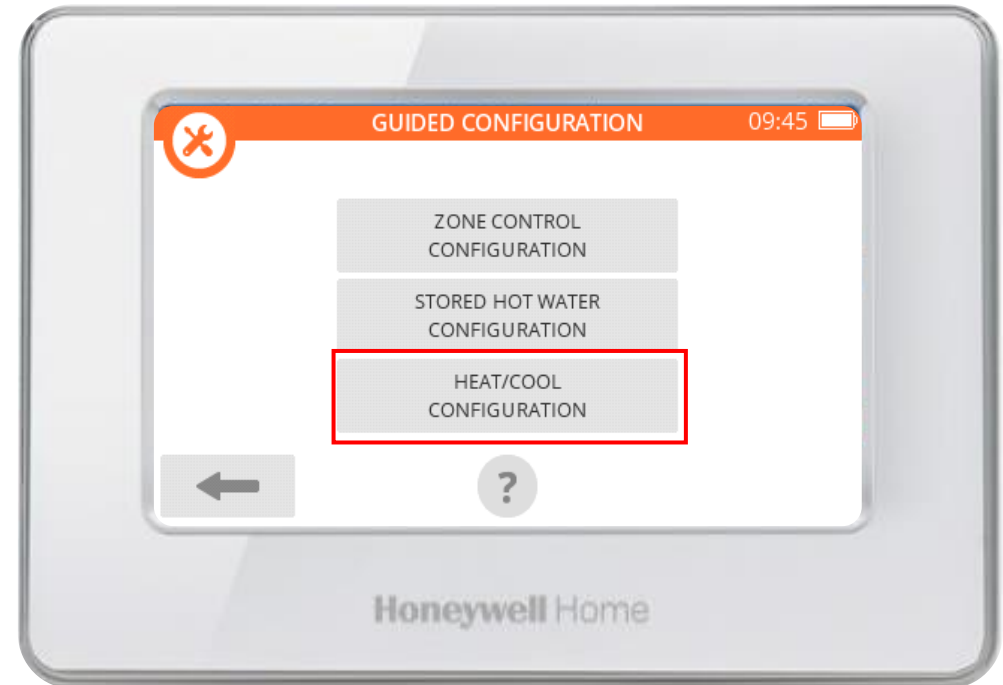 GUIDED CONFIGURATION 09:45
ZONE CONTROL
CONFIGURATION
STORED HOT WATER
CONFIGURATION
HEAT/COOL
CONFIGURATION
?
Honeywell Home